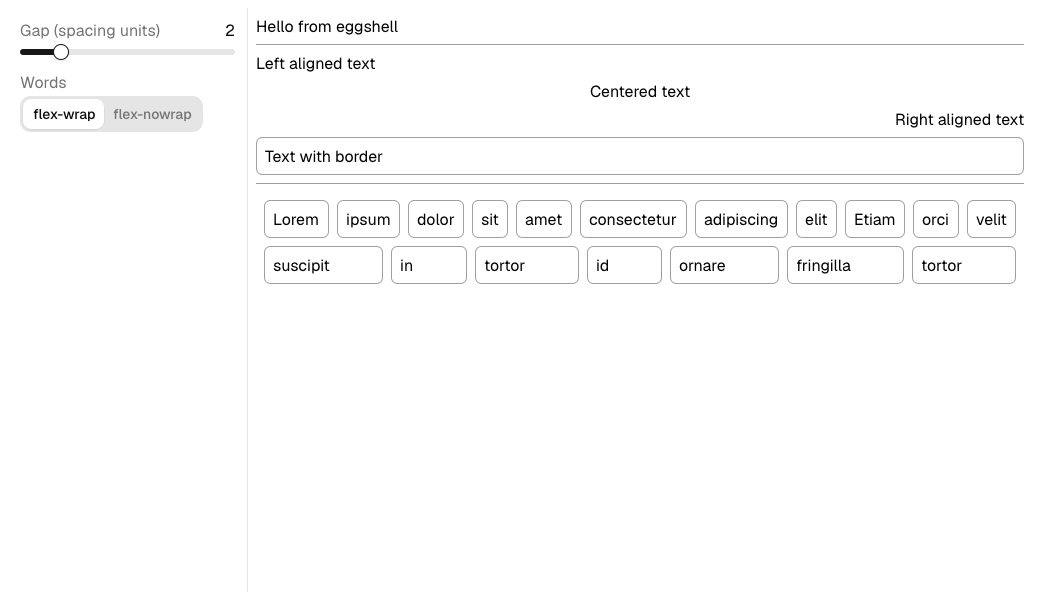 Gap (spacing units) 2
Words
flex-wrap flex-nowrap
Hello from eggshell
Left aligned text
Centered text
Right aligned text
Text with border
Lorem ipsum dolor sit amet consectetur adipiscing elit Etiam orci velit
suscipit in tortor id ornare fringilla tortor